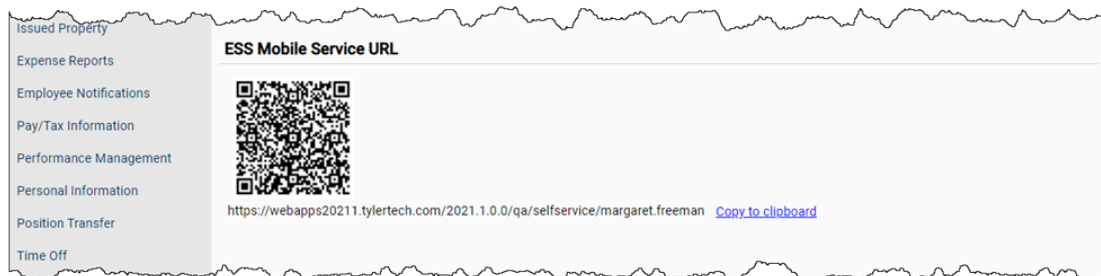 Issued Property
Expense Reports
Employee Notifications
Pay/Tax Information
Performance Management
Personal Information
Position Transfer
Time Off
ESS Mobile Service URL
https://webapps20211.tylertech.com/2021.1.0.0/qa/selfservice/margaret.freeman Copy to clipboard